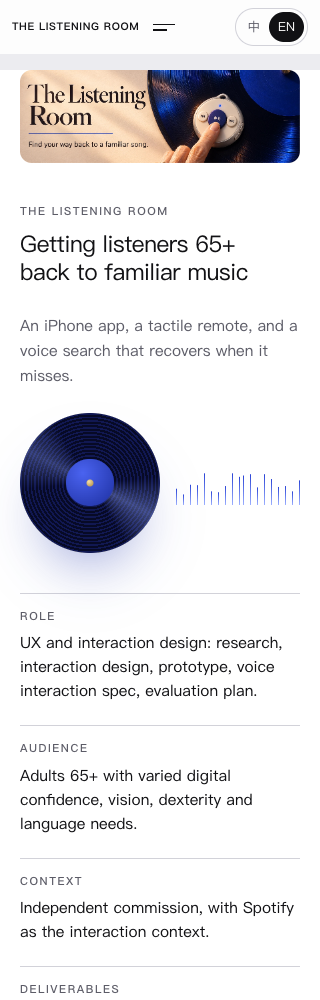 THE LISTENING ROOM
中
EN
The Listening
Room
Find your way back to a familiar song.
THE LISTENING ROOM
Getting listeners 65+
back to familiar music
An iPhone app, a tactile remote, and a
voice search that recovers when it
misses.
ROLE
UX and interaction design: research,
interaction design, prototype, voice
interaction spec, evaluation plan.
AUDIENCE
Adults 65+ with varied digital
confidence, vision, dexterity and
language needs.
CONTEXT
Independent commission, with Spotify
as the interaction context.
DELIVERABLES